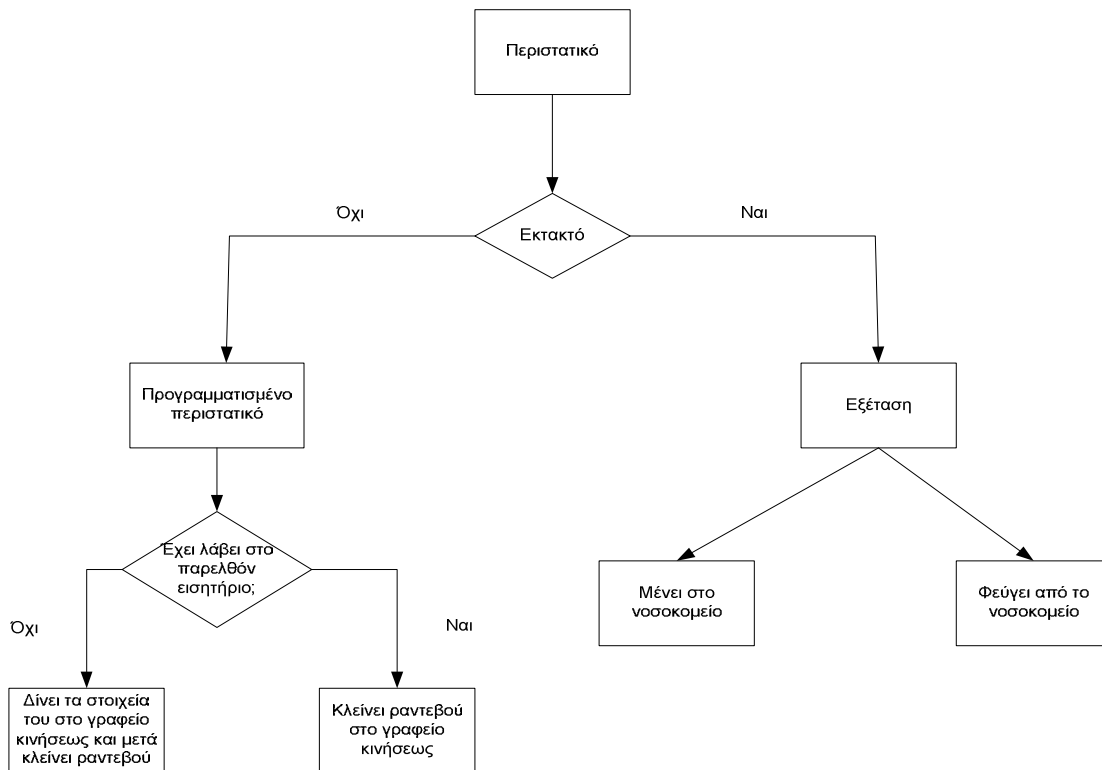 Περιστατικό
Όχι
Ναι
Εκτακτό
Προγραμματισμένο
περιστατικό
Εξέταση
Έχει λάβει στο
παρελθόν
εισητήριο;
Μένει στο
νοσοκομείο
Φεύγει από το
νοσοκομείο
Όχι
Ναι
Δίνει τα στοιχεία
του στο γραφείο
κινήσεως και μετά
κλείνει ραντεβού
Κλείνει ραντεβού
στο γραφείο
κινήσεως